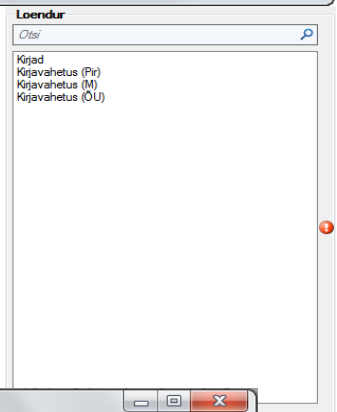 Loendur
Otsi
Kirjad
Kirjavahetus (Pir)
Kirjavahetus (M)
Kirjavahetus (ÕU)